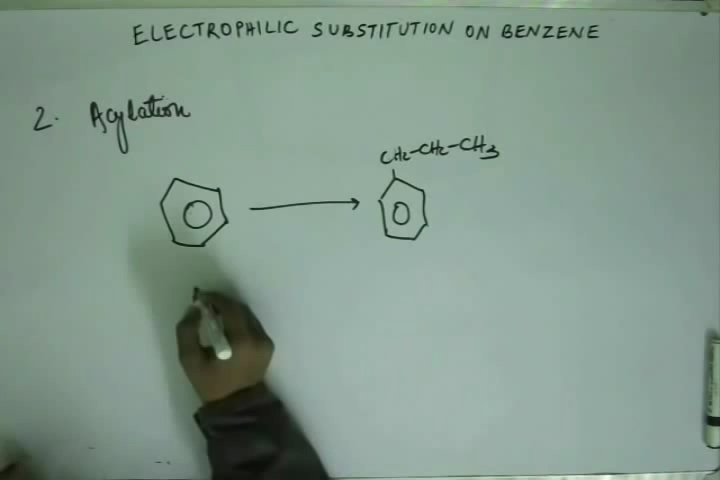 ELECTROPHILIC SUBSTITUTION ON BENZENE
2. Acylation
CH2-CH2-CH3